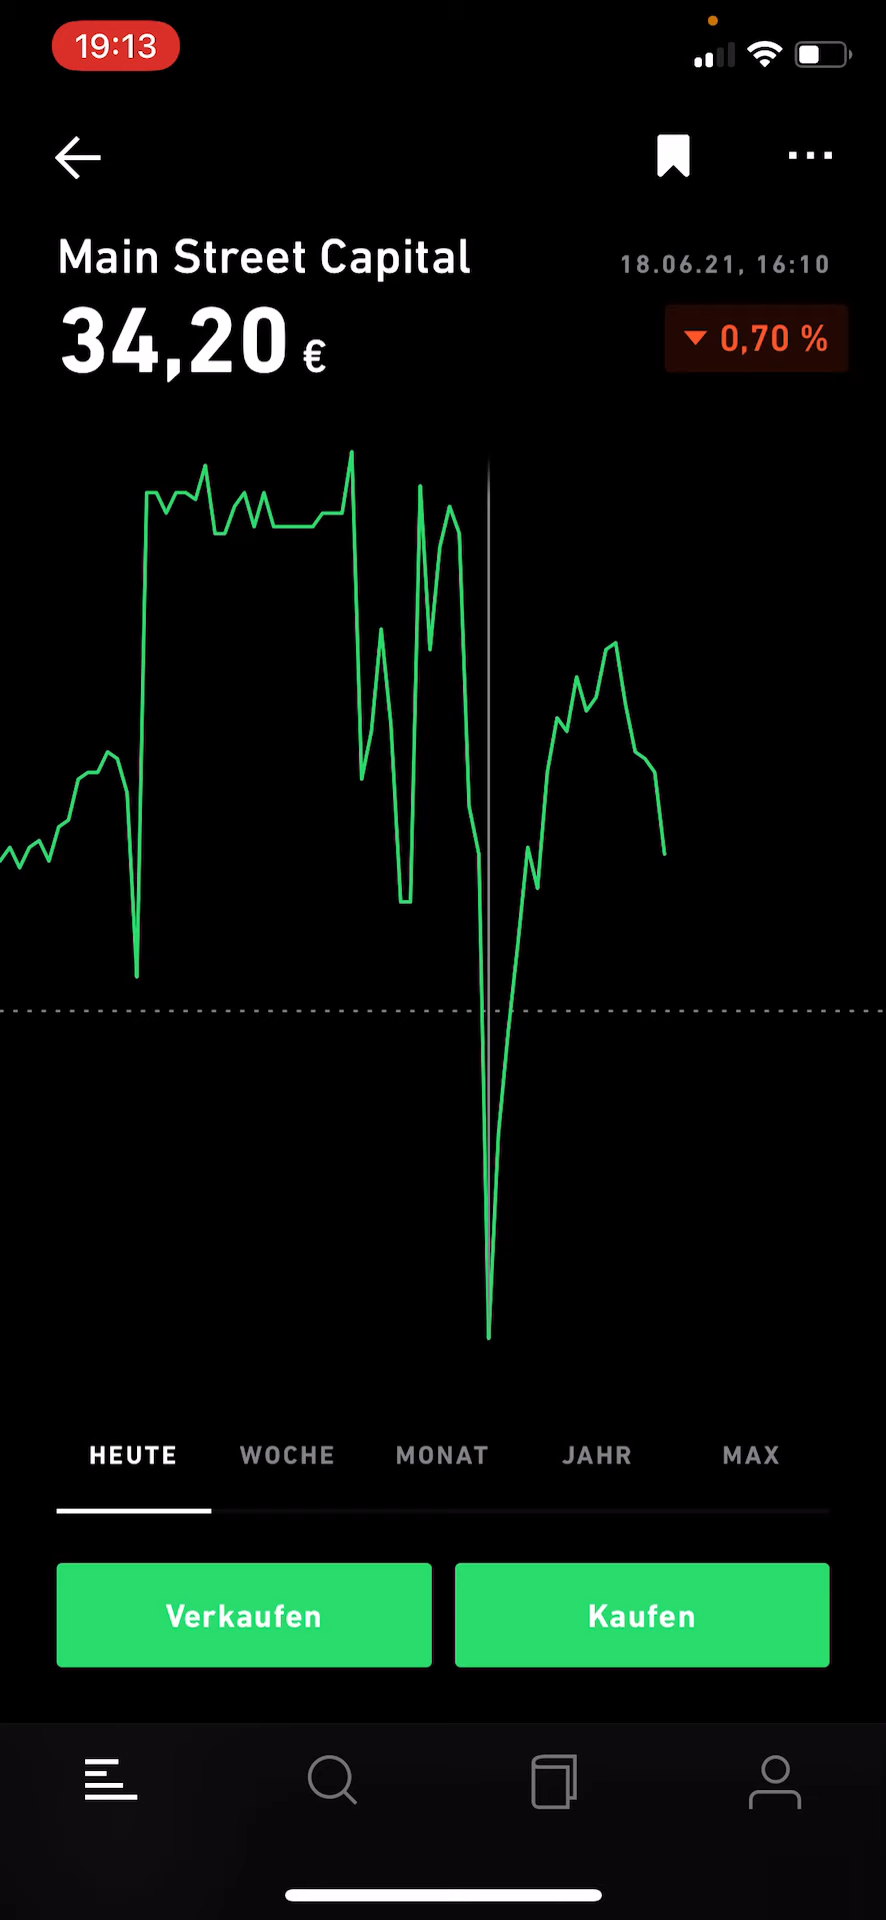 19:13
Main Street Capital
18.06.21, 16:10
34,20 €
0,70 %
HEUTE WOCHE MONAT JAHR MAX
Verkaufen Kaufen